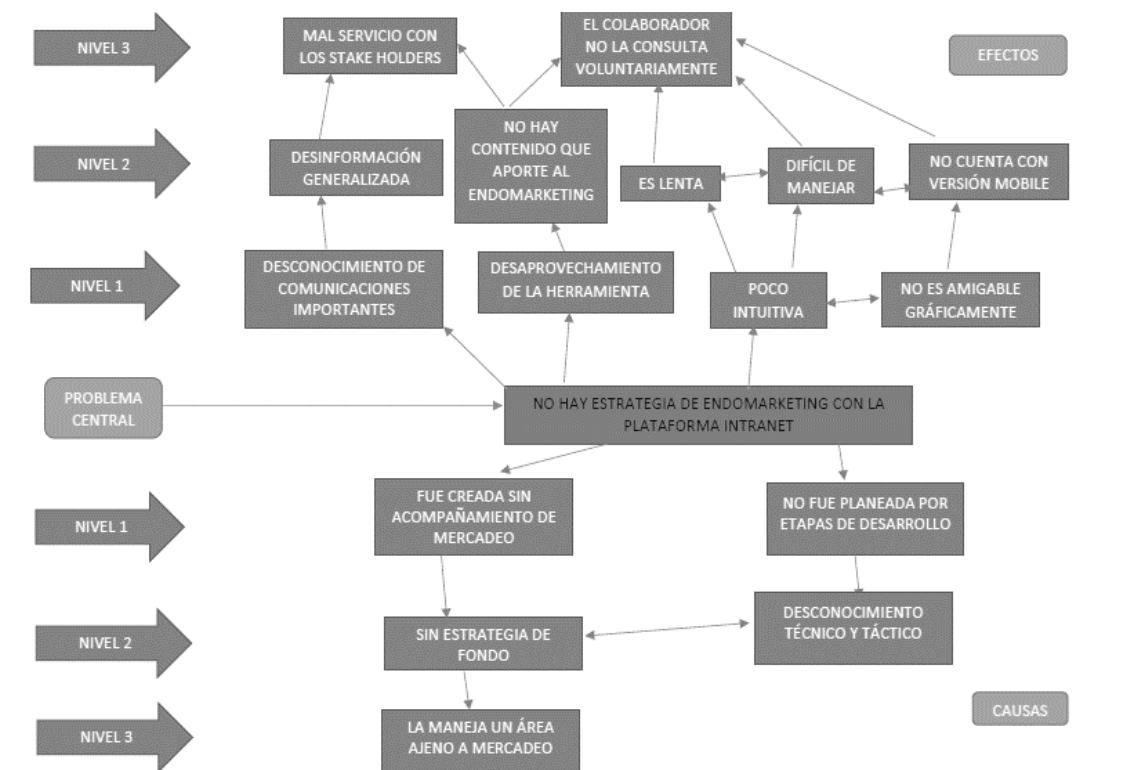 NIVEL 3
MAL SERVICIO CON
LOS STAKE HOLDERS
EL COLABORADOR
NO LA CONSULTA
VOLUNTARIAMENTE
EFECTOS
NIVEL 2
DESINFORMACIÓN
GENERALIZADA
NO HAY
CONTENIDO QUE
APORTE AL
ENDOMARKETING
ES LENTA
DIFÍCIL DE
MANEJAR
NO CUENTA CON
VERSIÓN MOBILE
NIVEL 1
DESCONOCIMIENTO DE
COMUNICACIONES
IMPORTANTES
DESAPROVECHAMIENTO
DE LA HERRAMIENTA
POCO
INTUITIVA
NO ES AMIGABLE
GRÁFICAMENTE
PROBLEMA
CENTRAL
NO HAY ESTRATEGIA DE ENDOMARKETING CON LA
PLATAFORMA INTRANET
NIVEL 1
FUE CREADA SIN
ACOMPAÑAMIENTO DE
MERCADEO
NO FUE PLANEADA POR
ETAPAS DE DESARROLLO
NIVEL 2
SIN ESTRATEGIA DE
FONDO
DESCONOCIMIENTO
TÉCNICO Y TÁCTICO
NIVEL 3
LA MANEJA UN ÁREA
AJENO A MERCADEO
CAUSAS